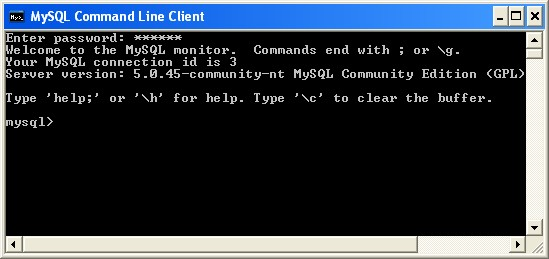 MySQL Command Line Client
Enter password: ******
Welcome to the MySQL monitor.  Commands end with ; or \g.
Your MySQL connection id is 3
Server version: 5.0.45-community-nt MySQL Community Edition (GPL)
Type 'help;' or '\h' for help. Type '\c' to clear the buffer.
mysql>